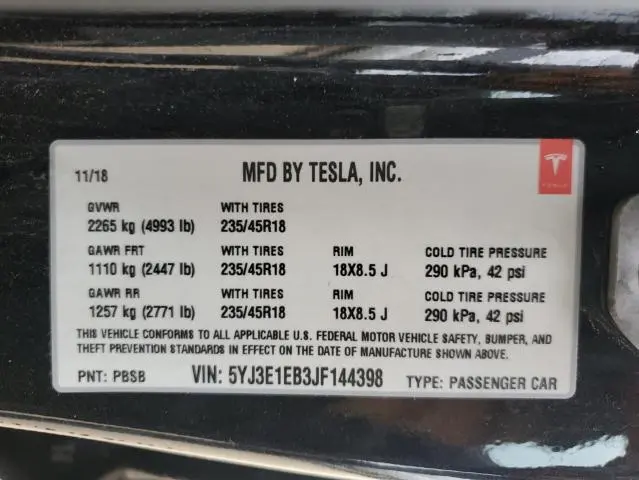 11/18 MFD BY TESLA, INC.
GVWR WITH TIRES
2265 kg (4993 lb) 235/45R18
GAWR FRT WITH TIRES RIM COLD TIRE PRESSURE
1110 kg (2447 lb) 235/45R18 18X8.5 J 290 kPa, 42 psi
GAWR RR WITH TIRES RIM COLD TIRE PRESSURE
1257 kg (2771 lb) 235/45R18 18X8.5 J 290 kPa, 42 psi
THIS VEHICLE CONFORMS TO ALL APPLICABLE U.S. FEDERAL MOTOR VEHICLE SAFETY, BUMPER, AND
THEFT PREVENTION STANDARDS IN EFFECT ON THE DATE OF MANUFACTURE SHOWN ABOVE.
PNT: PBSB VIN: 5YJ3E1EB3JF144398 TYPE: PASSENGER CAR